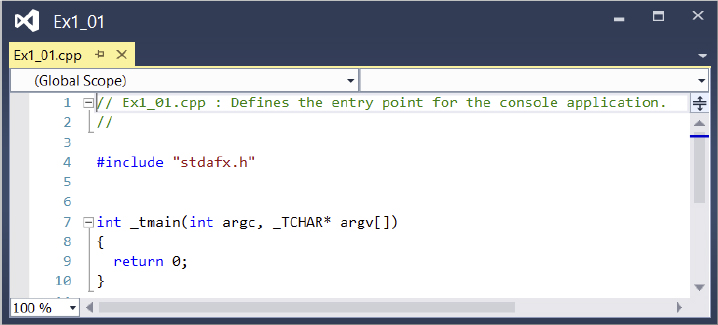 Ex1_01
Ex1_01.cpp
(Global Scope)
1 // Ex1_01.cpp : Defines the entry point for the console application.
2 //
3
4 #include "stdafx.h"
5
6
7 int _tmain(int argc, _TCHAR* argv[])
8 {
9 return 0;
10 }
100 %